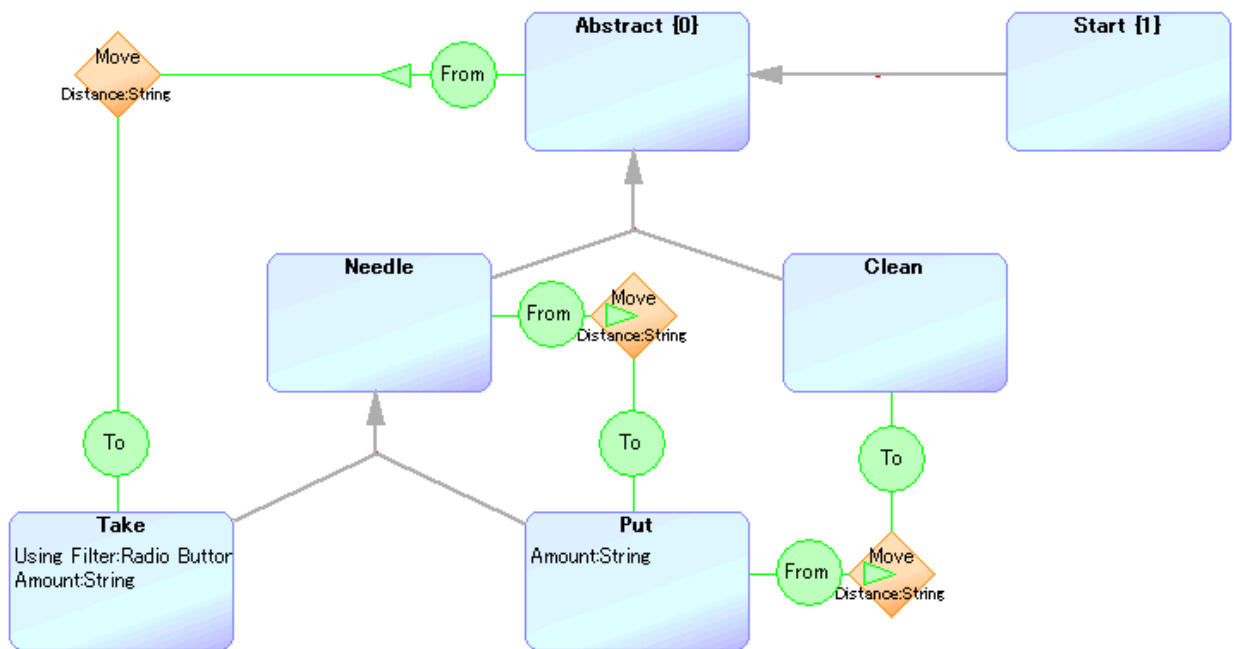 Abstract {0}
Start {1}
Move
Distance:String
From
Needle
Clean
From
Move
Distance:String
To
To
To
Take
Using Filter:Radio Button
Amount:String
Put
Amount:String
From
Move
Distance:String